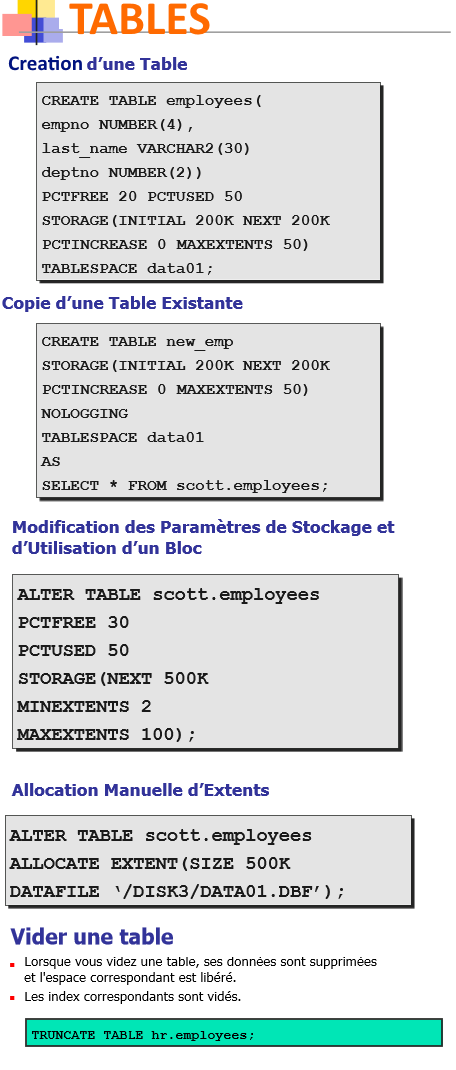 TABLES
Creation d’une Table
CREATE TABLE employees(
empno NUMBER(4),
last_name VARCHAR2(30)
deptno NUMBER(2))
PCTFREE 20 PCTUSED 50
STORAGE(INITIAL 200K NEXT 200K
PCTINCREASE 0 MAXEXTENTS 50)
TABLESPACE data01;
Copie d’une Table Existante
CREATE TABLE new_emp
STORAGE(INITIAL 200K NEXT 200K
PCTINCREASE 0 MAXEXTENTS 50)
NOLOGGING
TABLESPACE data01
AS
SELECT * FROM scott.employees;
Modification des Paramètres de Stockage et
d’Utilisation d’un Bloc
ALTER TABLE scott.employees
PCTFREE 30
PCTUSED 50
STORAGE(NEXT 500K
MINEXTENTS 2
MAXEXTENTS 100);
Allocation Manuelle d’Extents
ALTER TABLE scott.employees
ALLOCATE EXTENT(SIZE 500K
DATAFILE ‘/DISK3/DATA01.DBF’);
Vider une table
Lorsque vous videz une table, ses données sont supprimées
et l'espace correspondant est libéré.
Les index correspondants sont vidés.
TRUNCATE TABLE hr.employees;